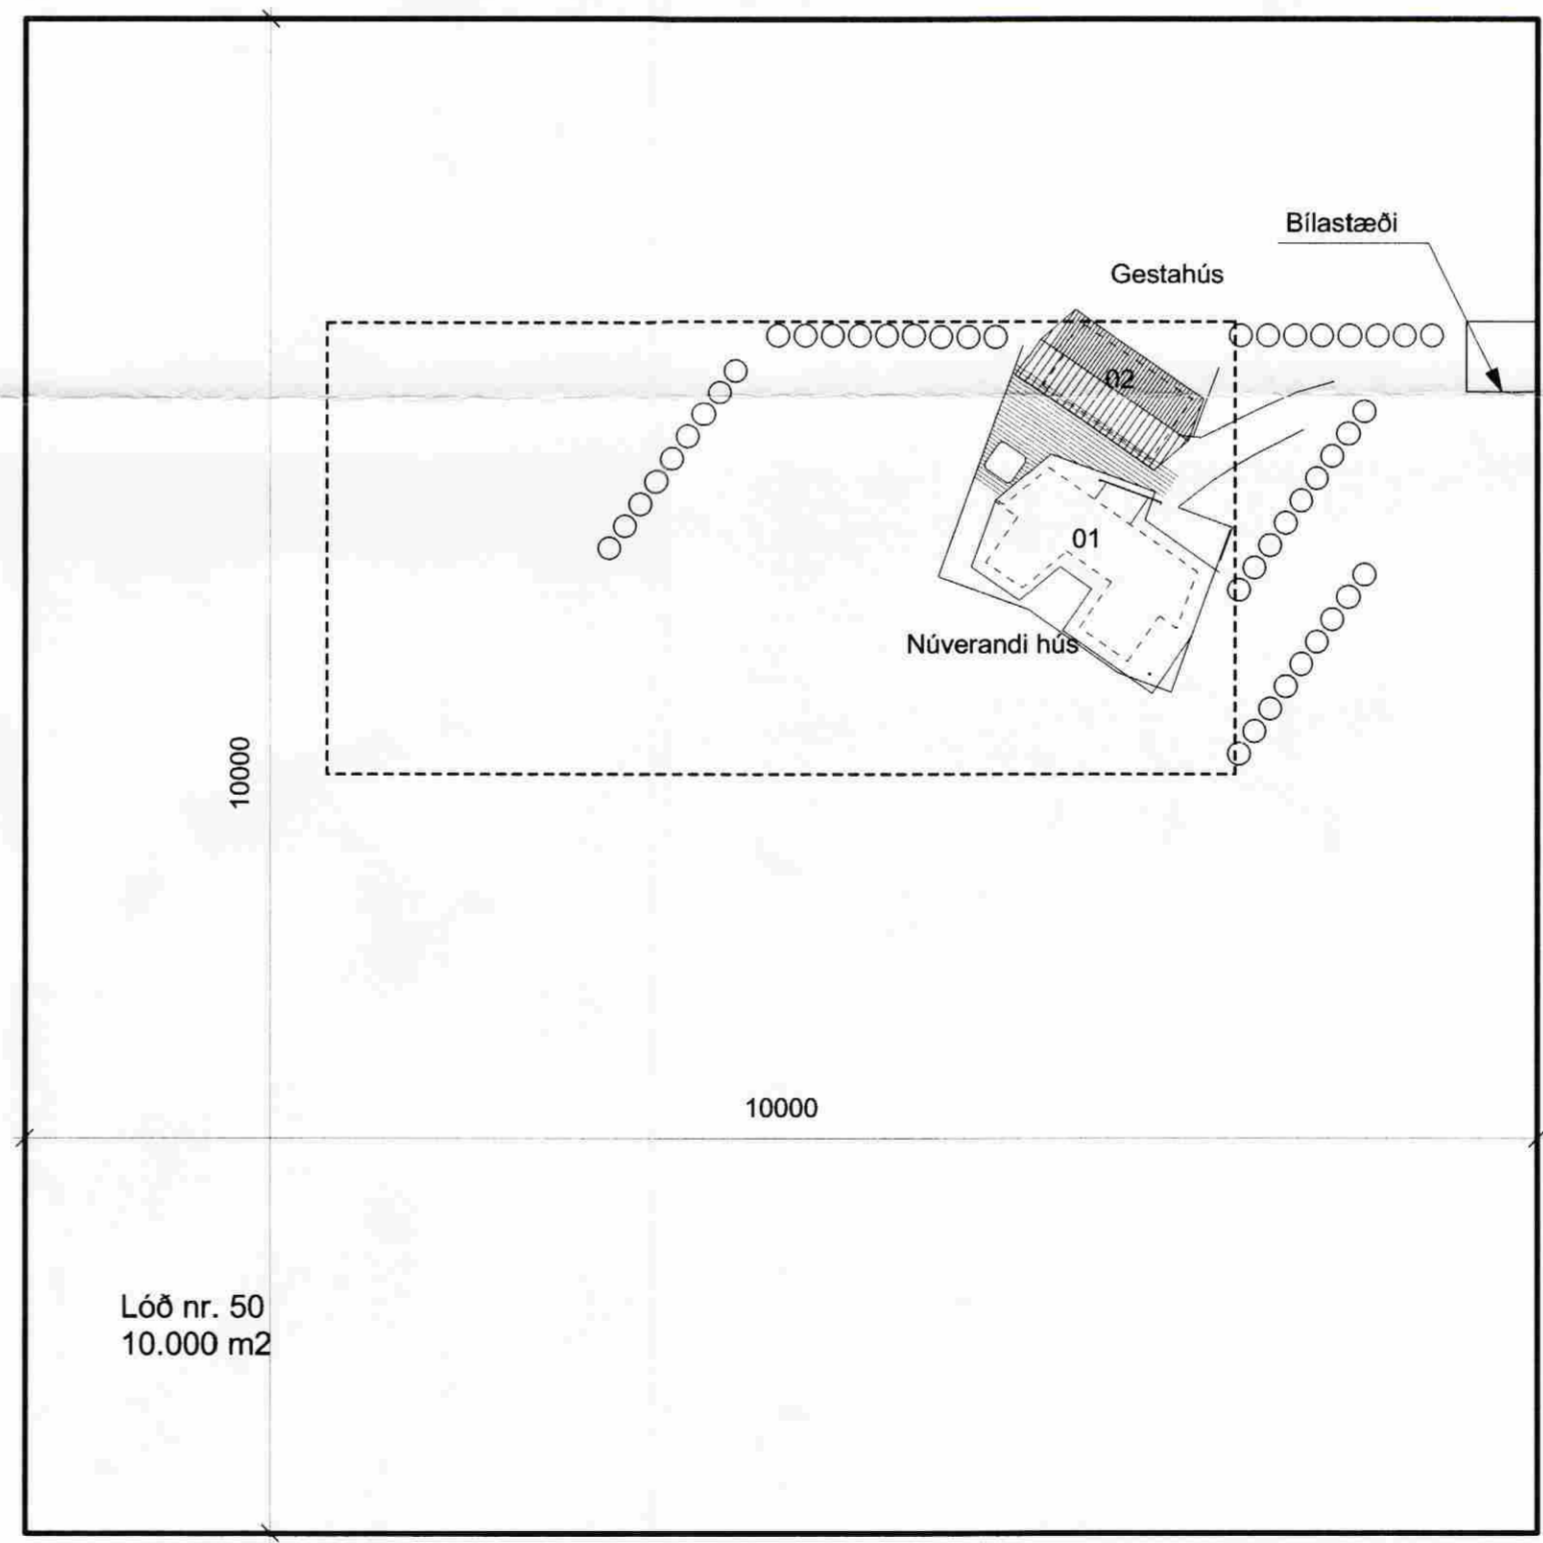 Bílastæði
Gestahús
02
01
Núverandi hús
10000
10000
Lóð nr. 50
10.000 m2